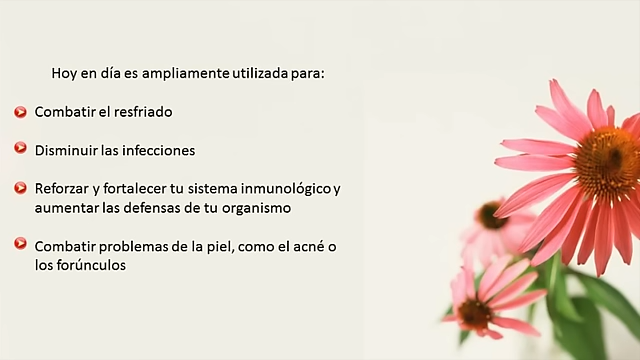 Hoy en día es ampliamente utilizada para:
Combatir el resfriado
Disminuir las infecciones
Reforzar y fortalecer tu sistema inmunológico y
aumentar las defensas de tu organismo
Combatir problemas de la piel, como el acné o
los forúnculos